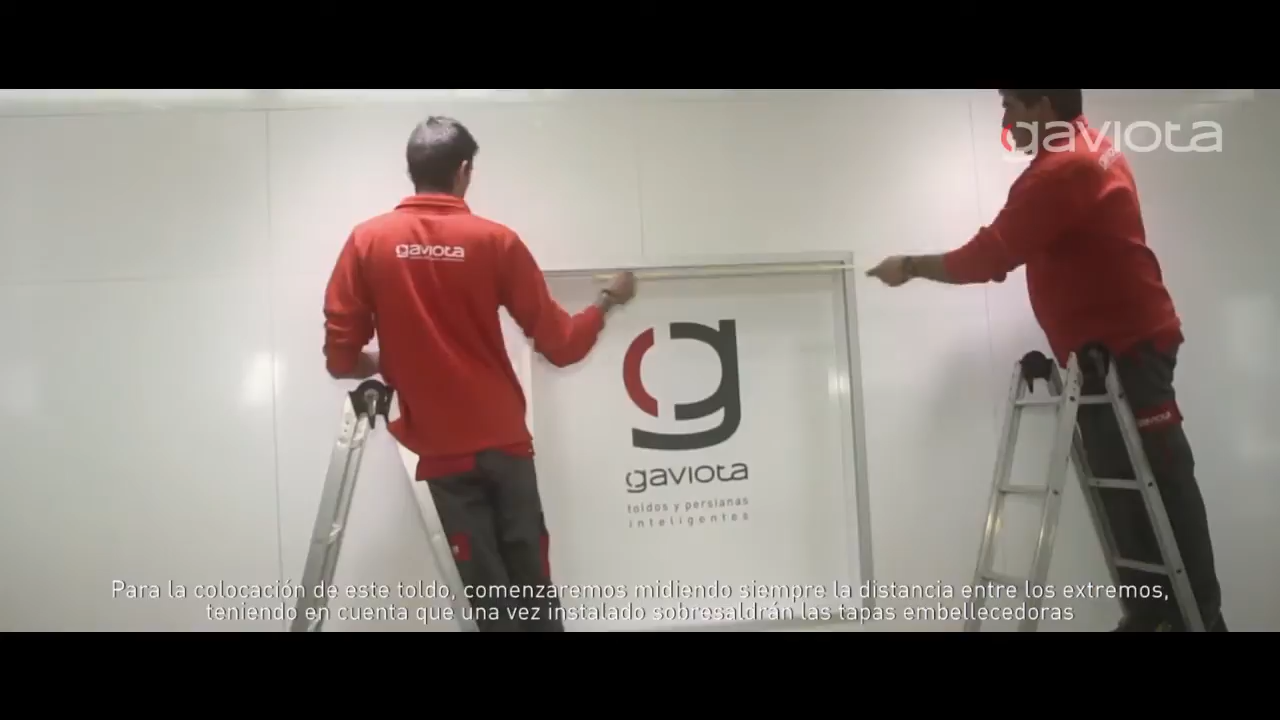 gaviota
gaviota
gaviota
toldos y persianas
inteligentes
Para la colocación de este toldo, comenzaremos midiendo siempre la distancia entre los extremos,
teniendo en cuenta que una vez instalado sobresaldrán las tapas embellecedoras